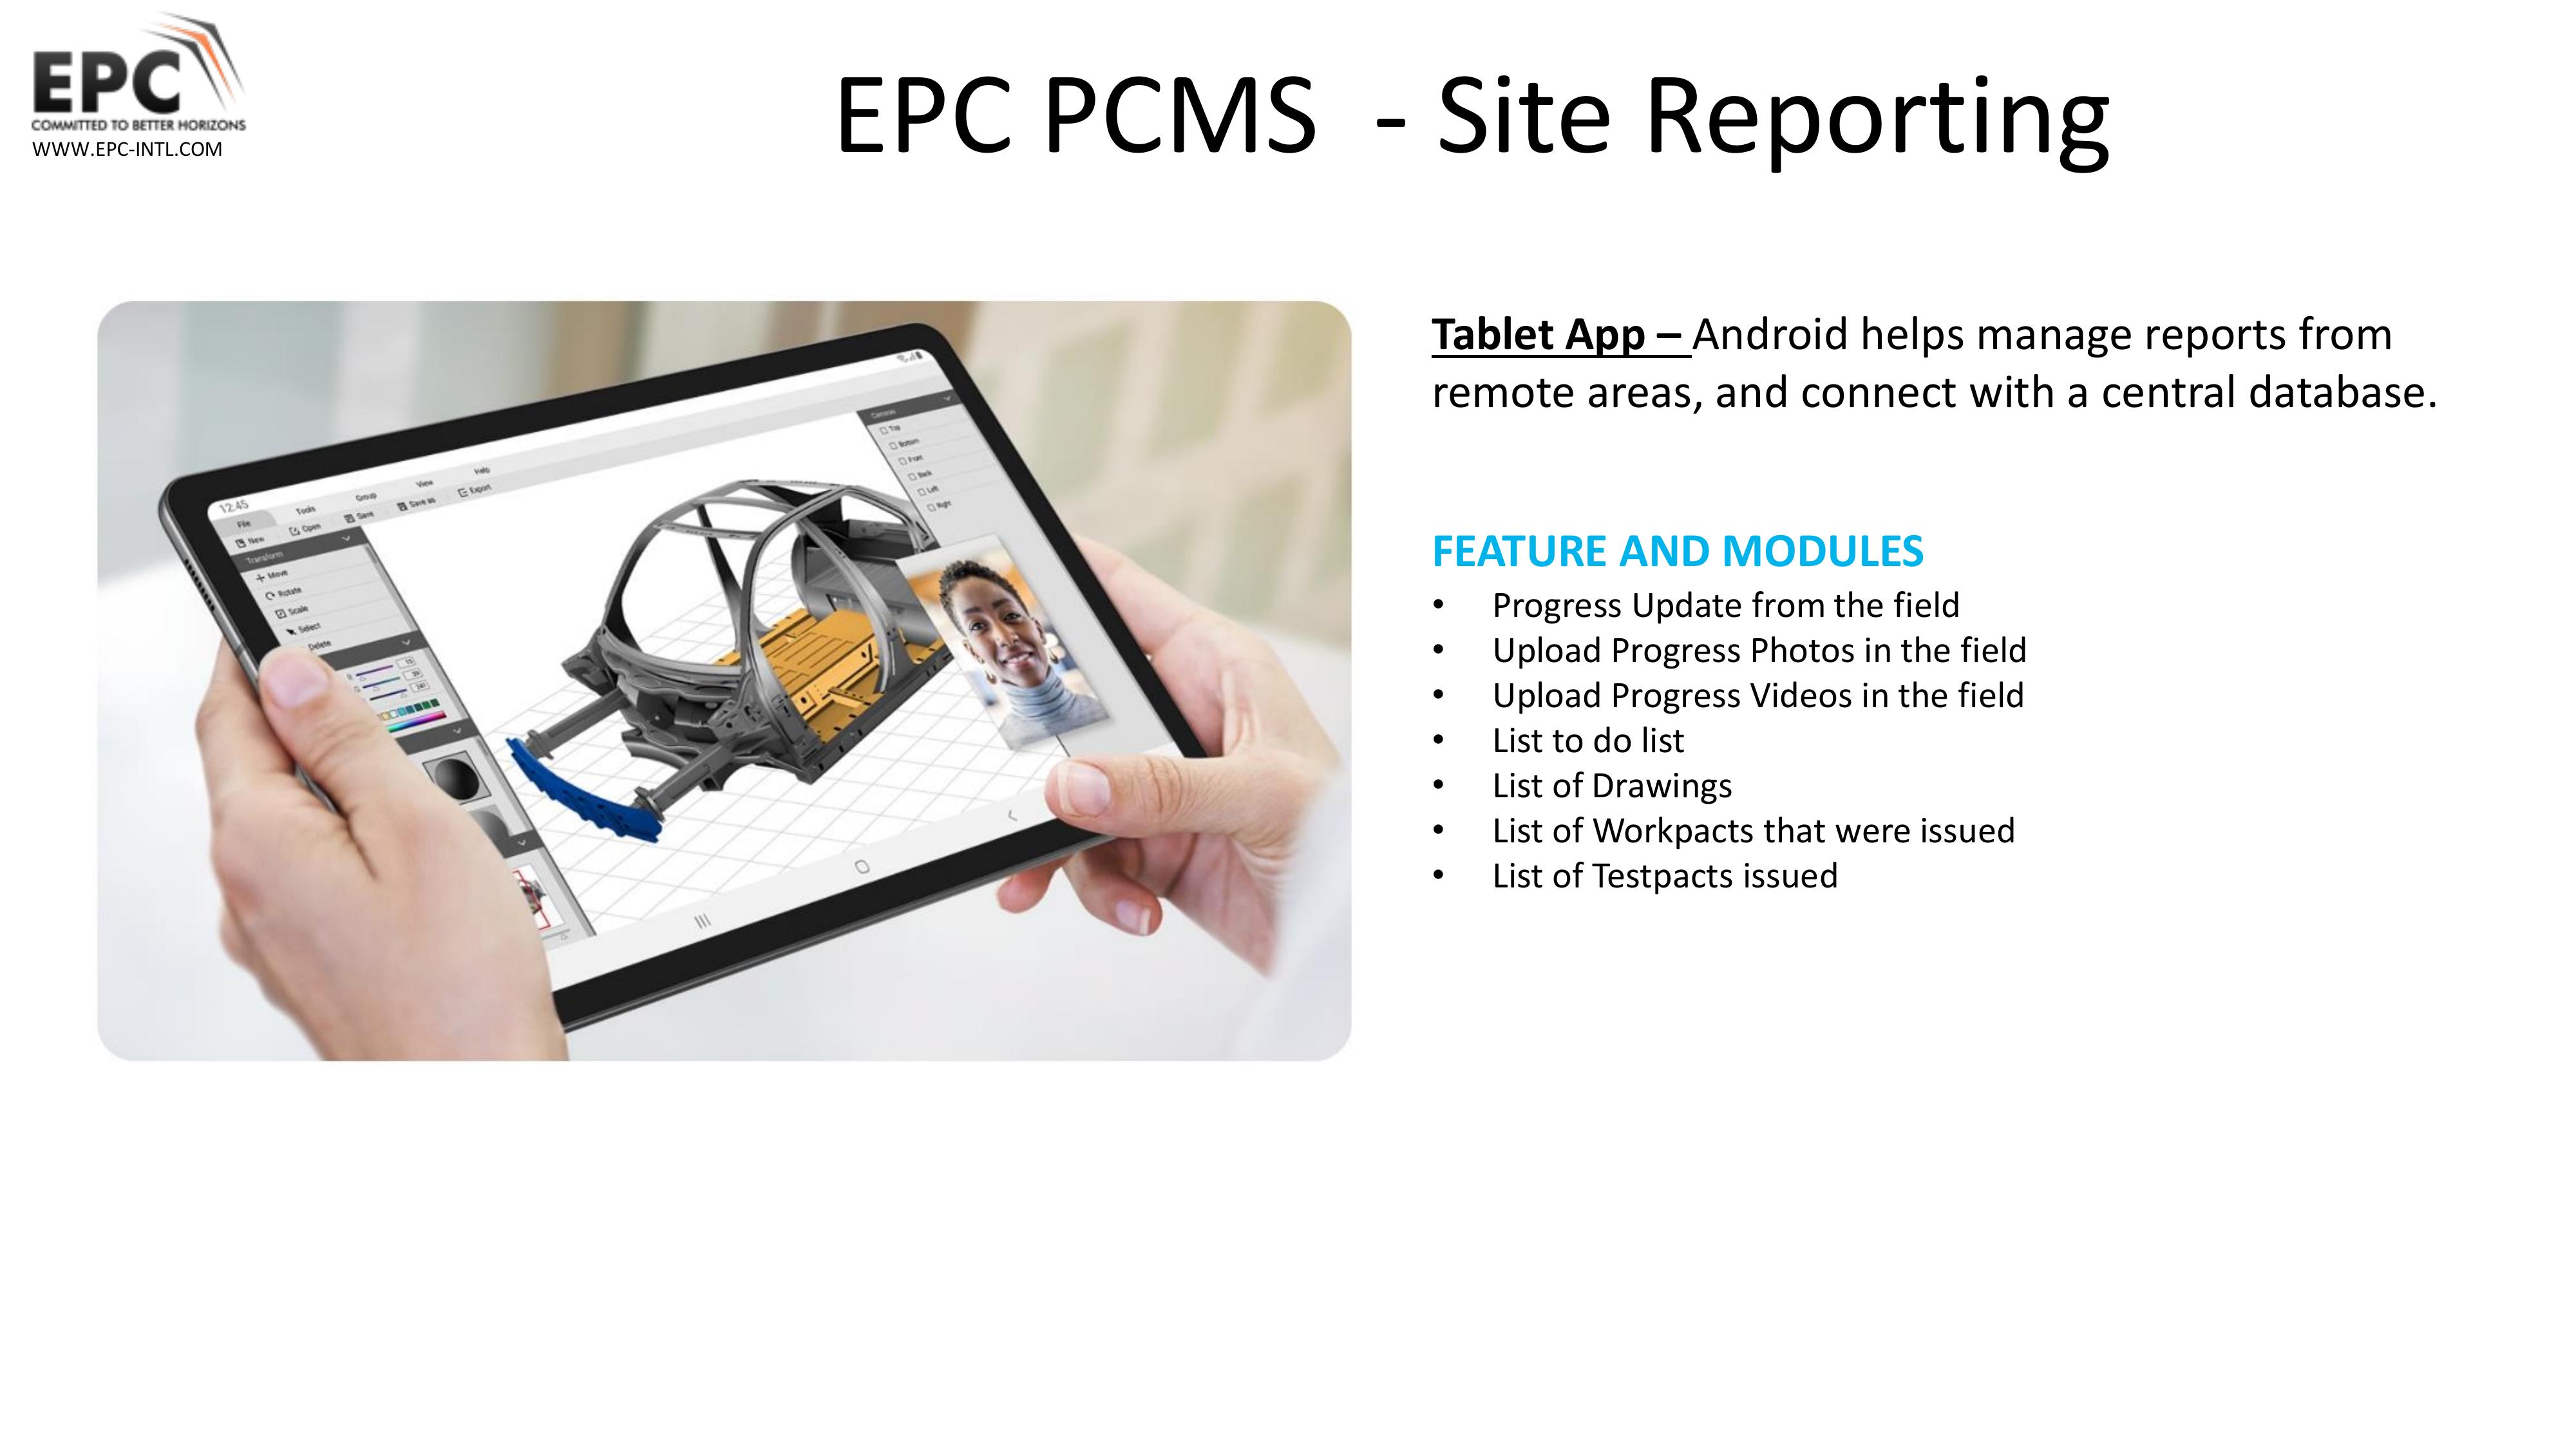 EPC
COMMITTED TO BETTER HORIZONS
WWW.EPC-INTL.COM
EPC PCMS - Site Reporting
12:45
File Tools Group View Help
New Open Save Save as Export
Transform
Move
Rotate
Scale
Select
Delete
Cameras
Top
Bottom
Front
Back
Left
Right
Tablet App – Android helps manage reports from
remote areas, and connect with a central database.
FEATURE AND MODULES
• Progress Update from the field
• Upload Progress Photos in the field
• Upload Progress Videos in the field
• List to do list
• List of Drawings
• List of Workpacts that were issued
• List of Testpacts issued